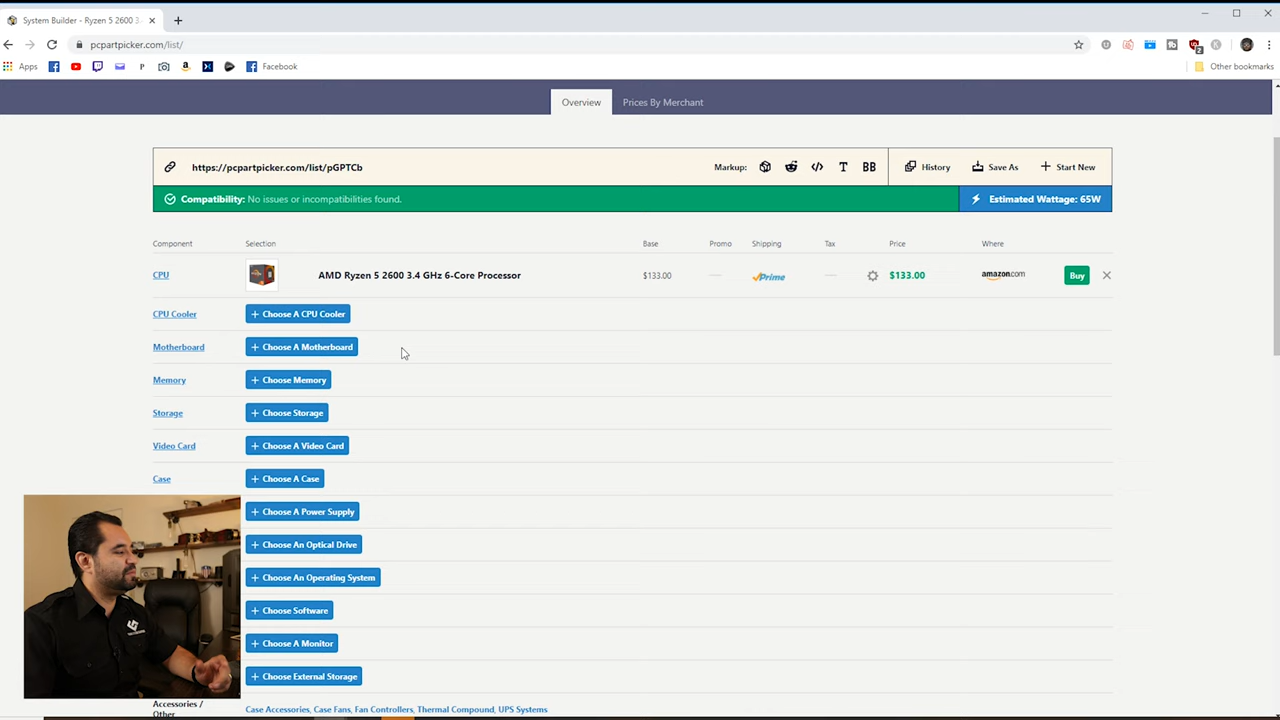 System Builder - Ryzen 5 2600 3
pcpartpicker.com/list/
Apps
Facebook
Other bookmarks
Overview
Prices By Merchant
https://pcpartpicker.com/list/pGPTCb
Markup:
BB
History
Save As
+ Start New
Compatibility: No issues or incompatibilities found.
Estimated Wattage: 65W
Component Selection Base Promo Shipping Tax Price Where
CPU AMD Ryzen 5 2600 3.4 GHz 6-Core Processor $133.00 — Prime — $133.00 amazon.com Buy
CPU Cooler + Choose A CPU Cooler
Motherboard + Choose A Motherboard
Memory + Choose Memory
Storage + Choose Storage
Video Card + Choose A Video Card
Case + Choose A Case
+ Choose A Power Supply
+ Choose An Optical Drive
+ Choose An Operating System
+ Choose Software
+ Choose A Monitor
+ Choose External Storage
Accessories /
Other
Case Accessories, Case Fans, Fan Controllers, Thermal Compound, UPS Systems